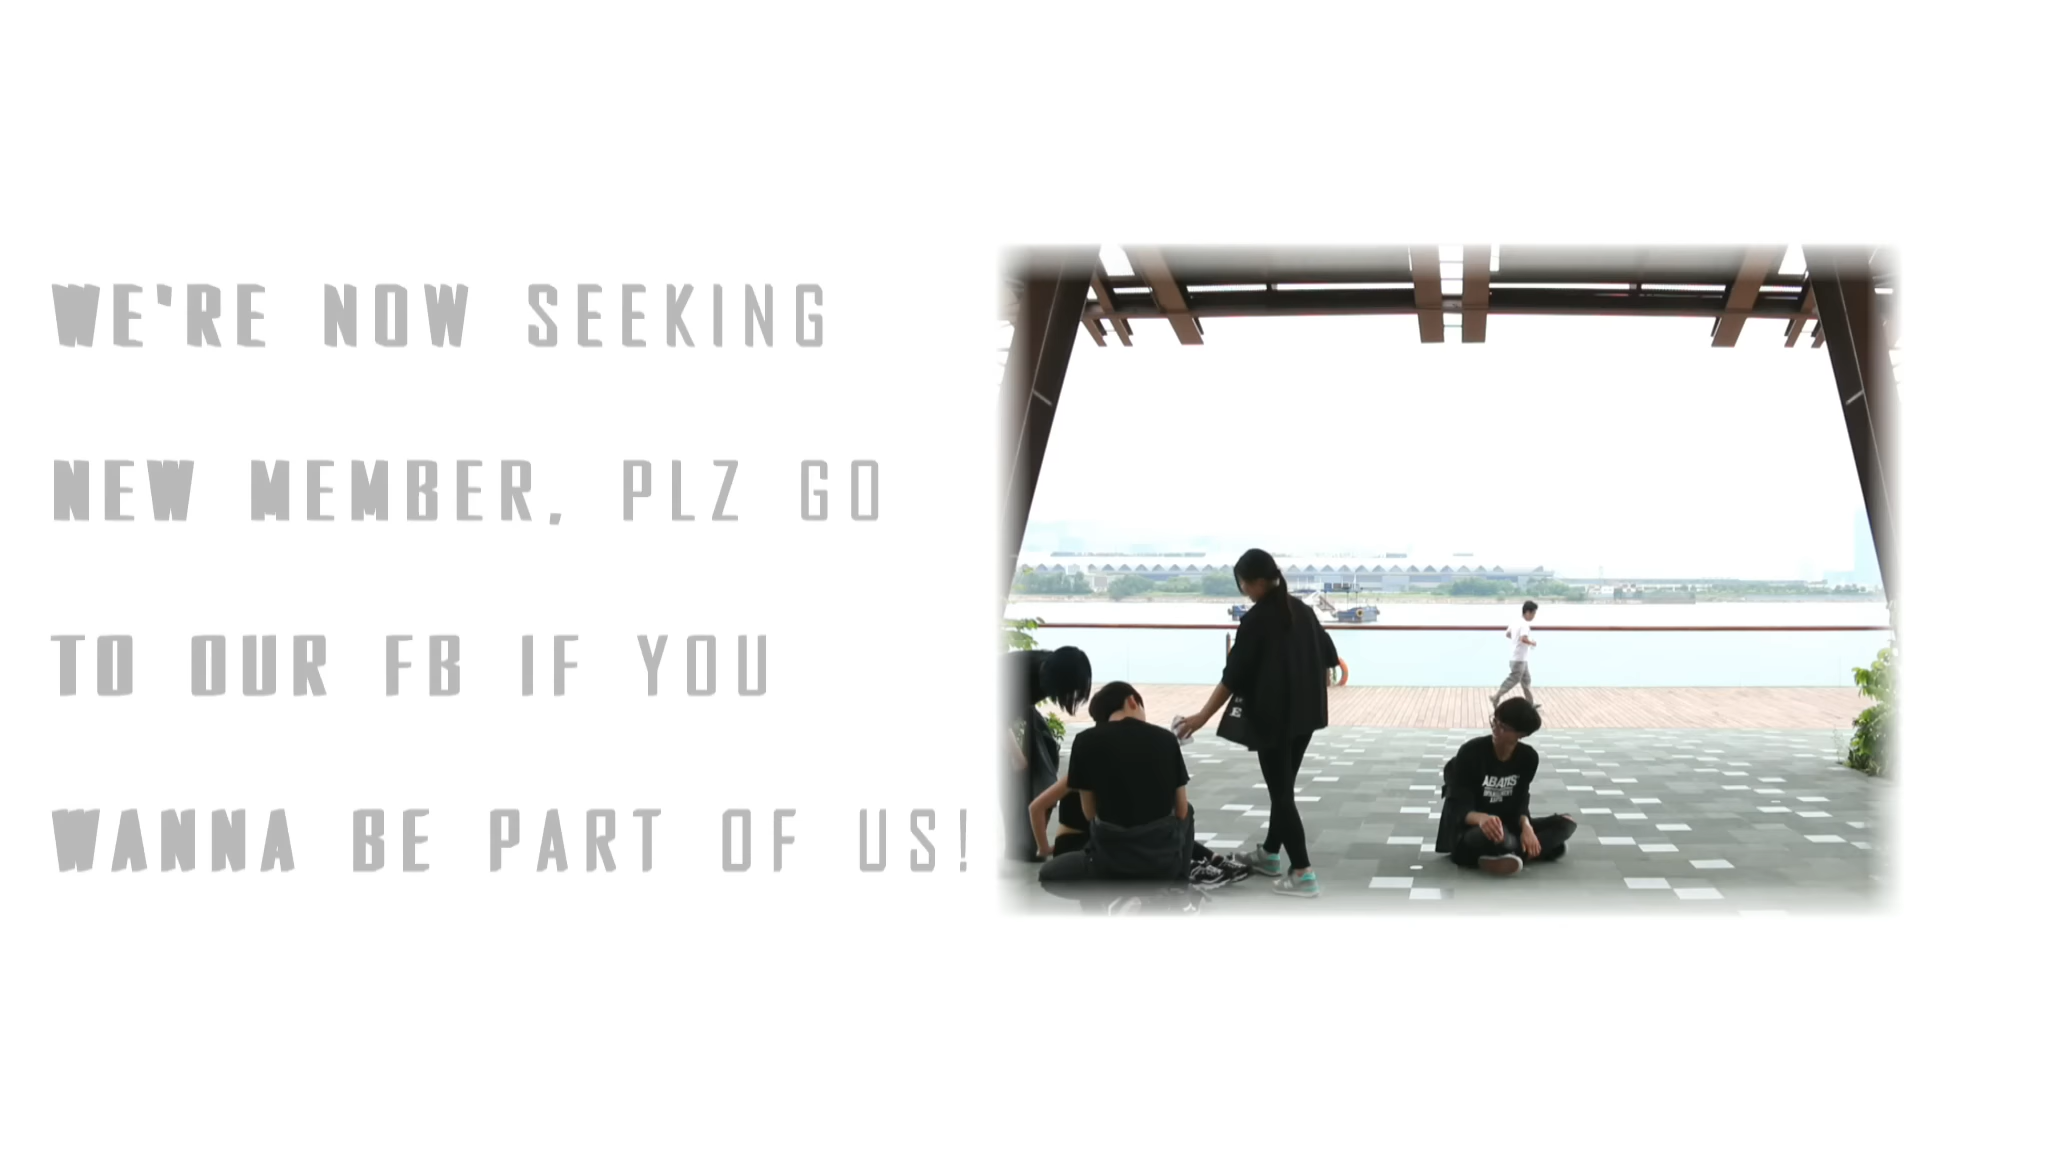 WE'RE NOW SEEKING
NEW MEMBER, PLZ GO
TO OUR FB IF YOU
WANNA BE PART OF US!